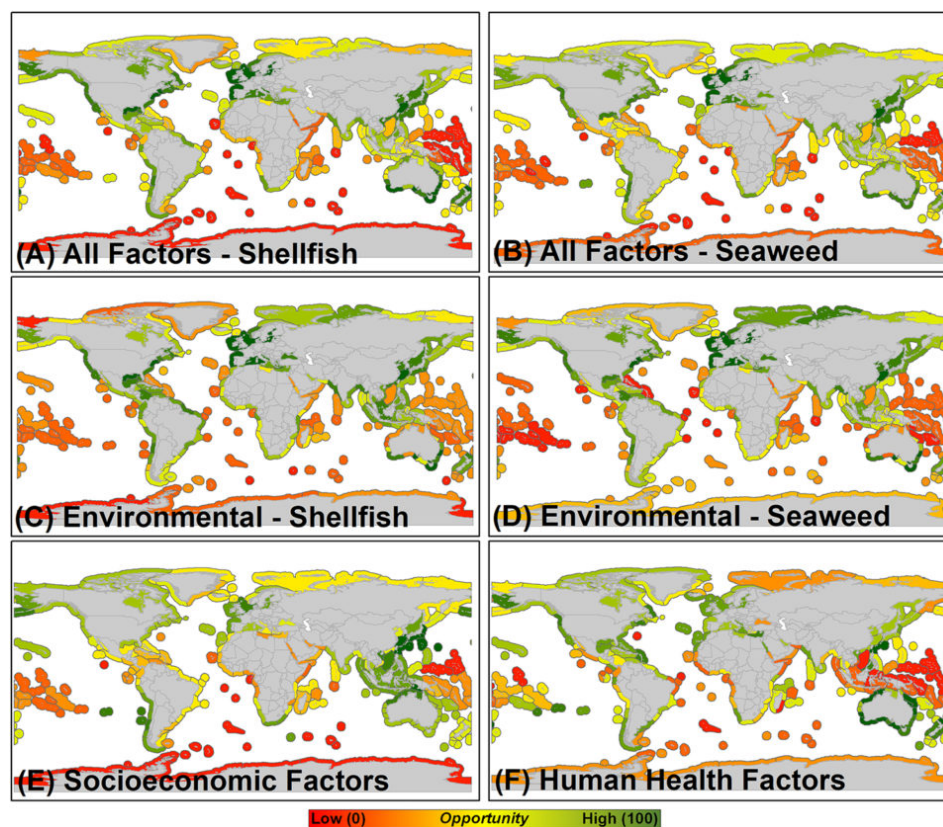 (A) All Factors - Shellfish
(B) All Factors - Seaweed
(C) Environmental - Shellfish
(D) Environmental - Seaweed
(E) Socioeconomic Factors
(F) Human Health Factors
Low (0) Opportunity High (100)